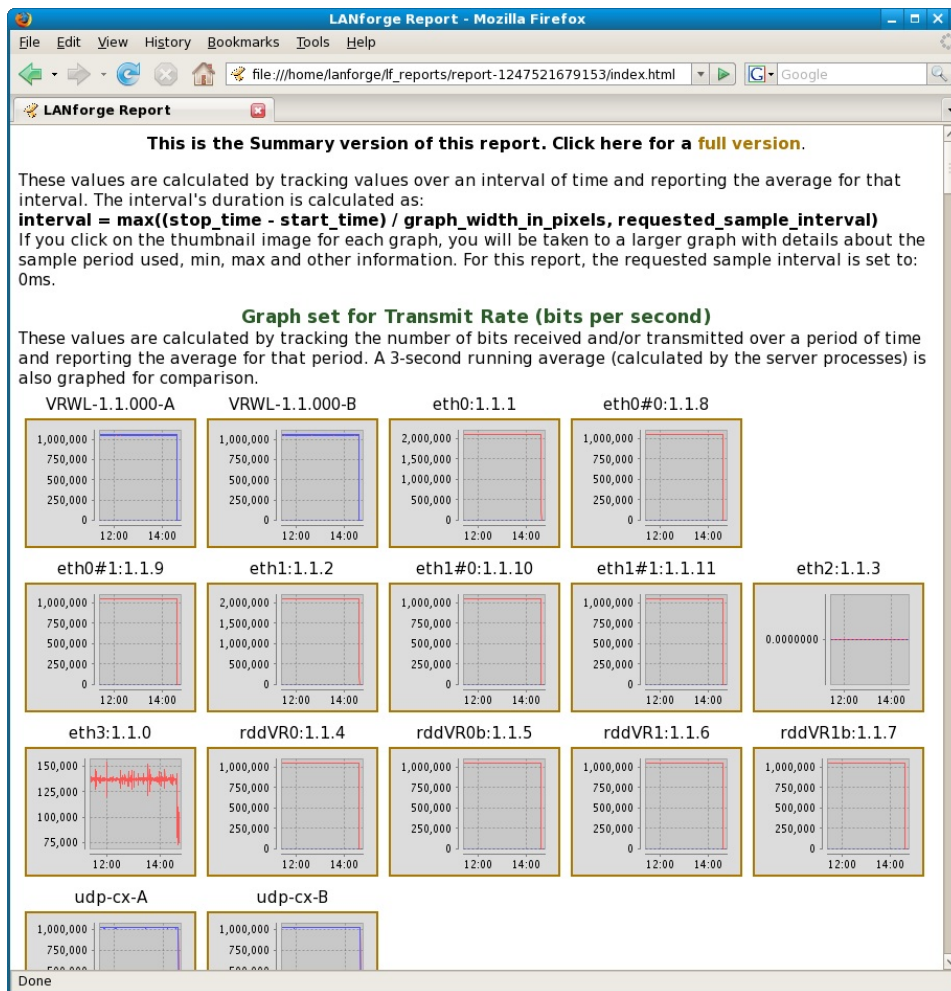 LANforge Report - Mozilla Firefox
File Edit View History Bookmarks Tools Help
file:///home/lanforge/lf_reports/report-1247521679153/index.html
G Google
LANforge Report
This is the Summary version of this report. Click here for a full version.
These values are calculated by tracking values over an interval of time and reporting the average for that
interval. The interval's duration is calculated as:
interval = max((stop_time - start_time) / graph_width_in_pixels, requested_sample_interval)
If you click on the thumbnail image for each graph, you will be taken to a larger graph with details about the
sample period used, min, max and other information. For this report, the requested sample interval is set to:
0ms.
Graph set for Transmit Rate (bits per second)
These values are calculated by tracking the number of bits received and/or transmitted over a period of time
and reporting the average for that period. A 3-second running average (calculated by the server processes) is
also graphed for comparison.
VRWL-1.1.000-A VRWL-1.1.000-B eth0:1.1.1 eth0#0:1.1.8
1,000,000 1,000,000 2,000,000 1,000,000
750,000 750,000 1,500,000 750,000
500,000 500,000 1,000,000 500,000
250,000 250,000 500,000 250,000
0 0 0 0
12:00 14:00 12:00 14:00 12:00 14:00 12:00 14:00
eth0#1:1.1.9 eth1:1.1.2 eth1#0:1.1.10 eth1#1:1.1.11 eth2:1.1.3
1,000,000 2,000,000 1,000,000 1,000,000
750,000 1,500,000 750,000 750,000
500,000 1,000,000 500,000 500,000 0.0000000
250,000 500,000 250,000 250,000
0 0 0 0
12:00 14:00 12:00 14:00 12:00 14:00 12:00 14:00 12:00 14:00
eth3:1.1.0 rddVR0:1.1.4 rddVR0b:1.1.5 rddVR1:1.1.6 rddVR1b:1.1.7
150,000 1,000,000 1,000,000 1,000,000 1,000,000
125,000 750,000 750,000 750,000 750,000
100,000 500,000 500,000 500,000 500,000
75,000 250,000 250,000 250,000 250,000
0 0 0 0
12:00 14:00 12:00 14:00 12:00 14:00 12:00 14:00 12:00 14:00
udp-cx-A udp-cx-B
1,000,000 1,000,000
750,000 750,000
500,000 500,000
Done